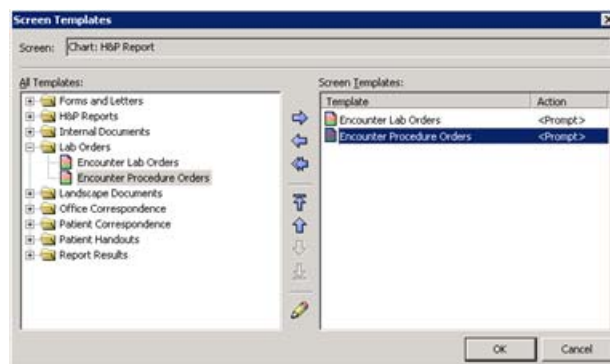 Screen Templates
Screen: Chart: H&P Report
All Templates:
Forms and Letters
H&P Reports
Internal Documents
Lab Orders
Encounter Lab Orders
Encounter Procedure Orders
Landscape Documents
Office Correspondence
Patient Correspondence
Patient Handouts
Report Results
Screen Templates:
Template Action
Encounter Lab Orders <Prompt>
Encounter Procedure Orders <Prompt>
OK Cancel